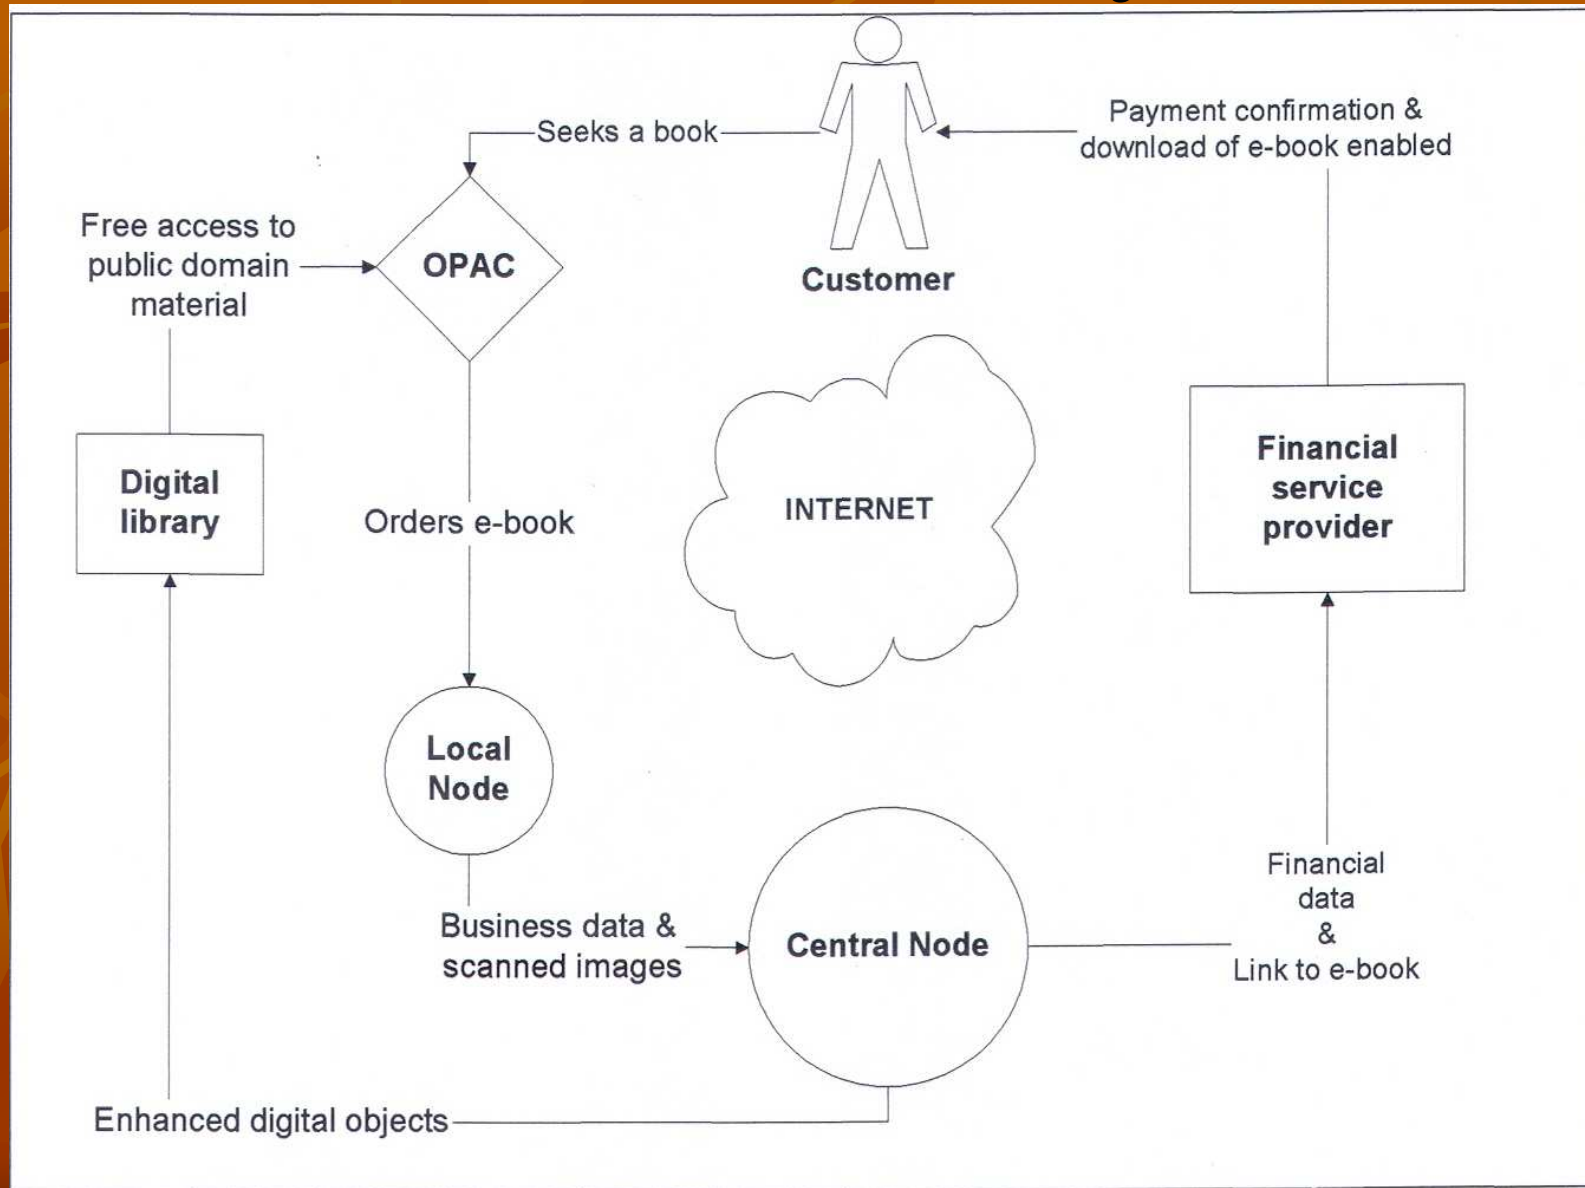 Seeks a book
Payment confirmation &
download of e-book enabled
Free access to
public domain
material
OPAC
Customer
Digital
library
Orders e-book
INTERNET
Financial
service
provider
Local
Node
Business data &
scanned images
Central Node
Financial
data
&
Link to e-book
Enhanced digital objects